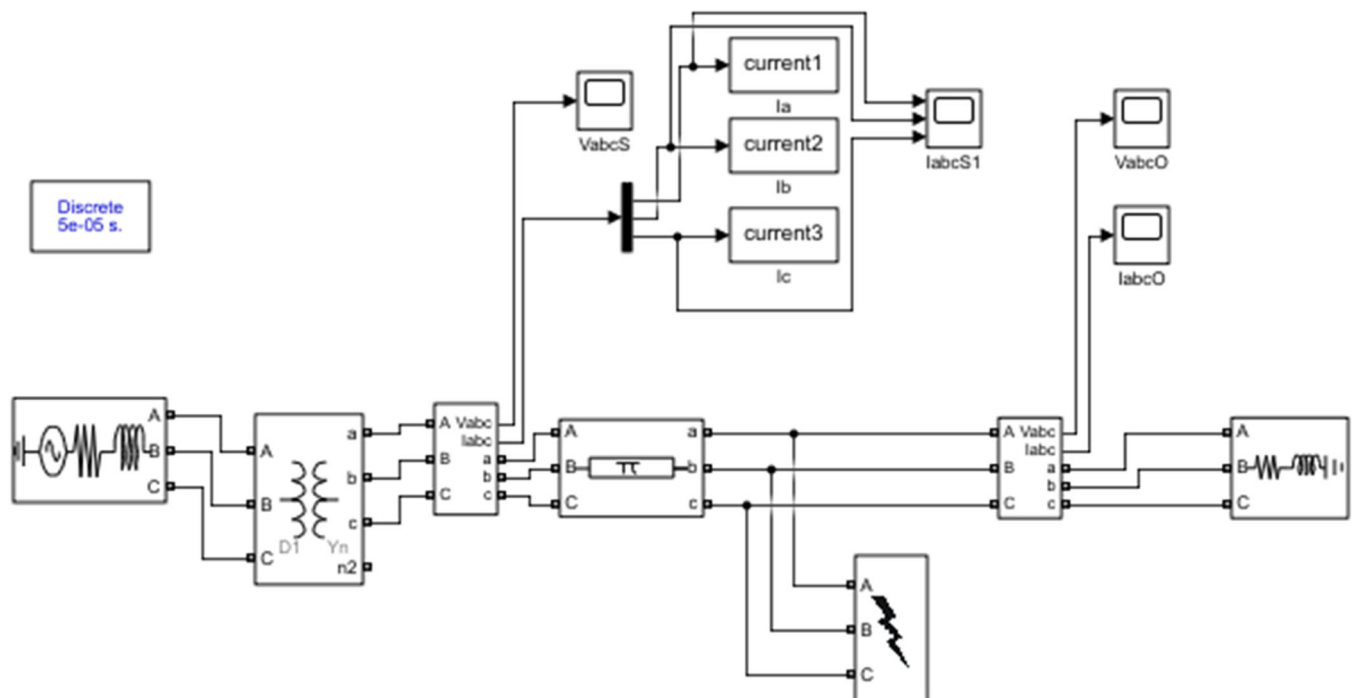 current1
Ia
VabcS
current2
Ib
IabcS1
VabcO
Discrete
5e-05 s.
current3
Ic
IabcO
A
B
C
A
B
C
D1
Yn
a
b
c
n2
A
B
C
Vabc
Iabc
a
b
c
A
B
C
π
a
b
c
A
B
C
Vabc
Iabc
a
b
c
A
B
C
A
B
C